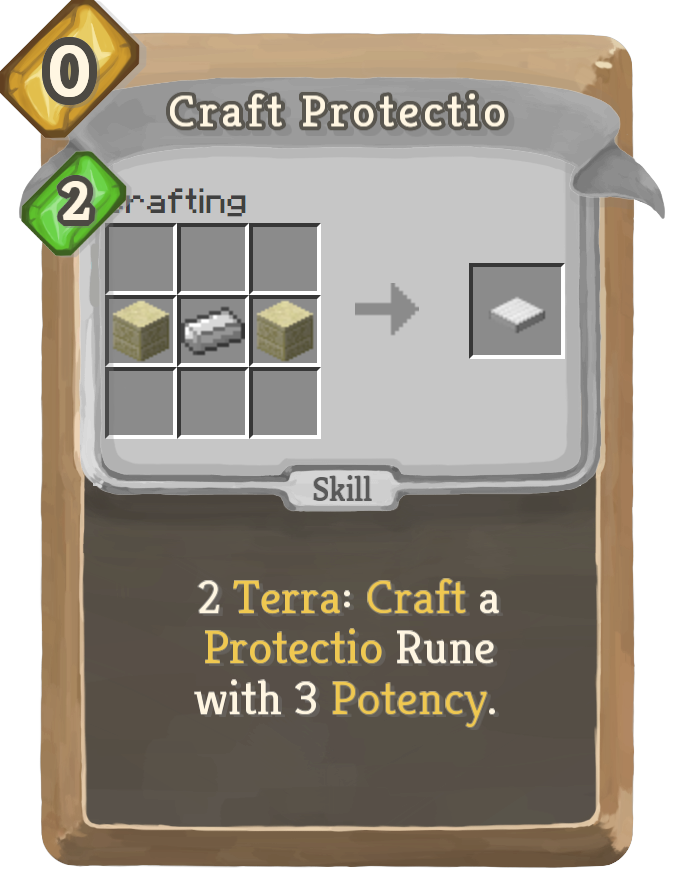 0
Craft Protectio
2
rafting
Skill
2 Terra: Craft a
Protectio Rune
with 3 Potency.